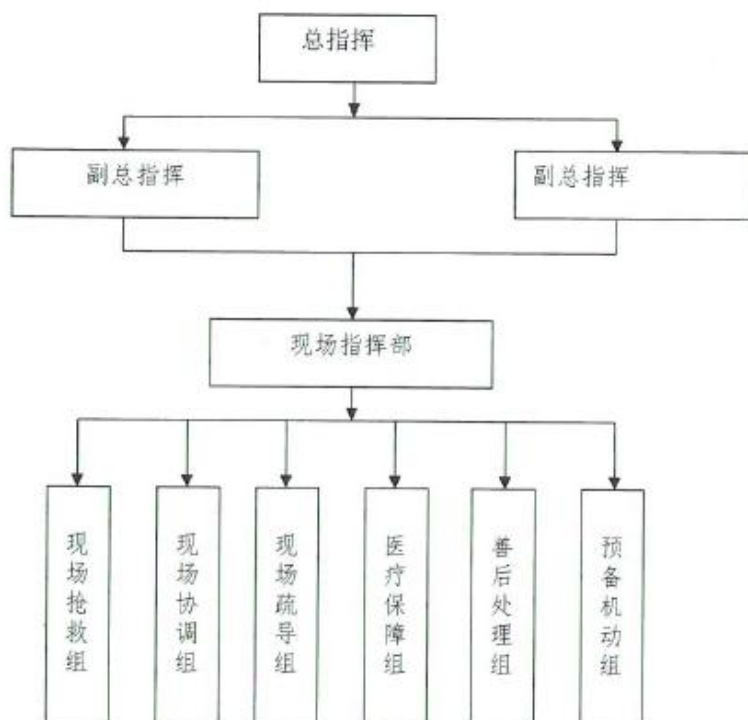 总指挥
副总指挥
副总指挥
现场指挥部
现场抢救组
现场协调组
现场疏导组
医疗保障组
善后处理组
预备机动组